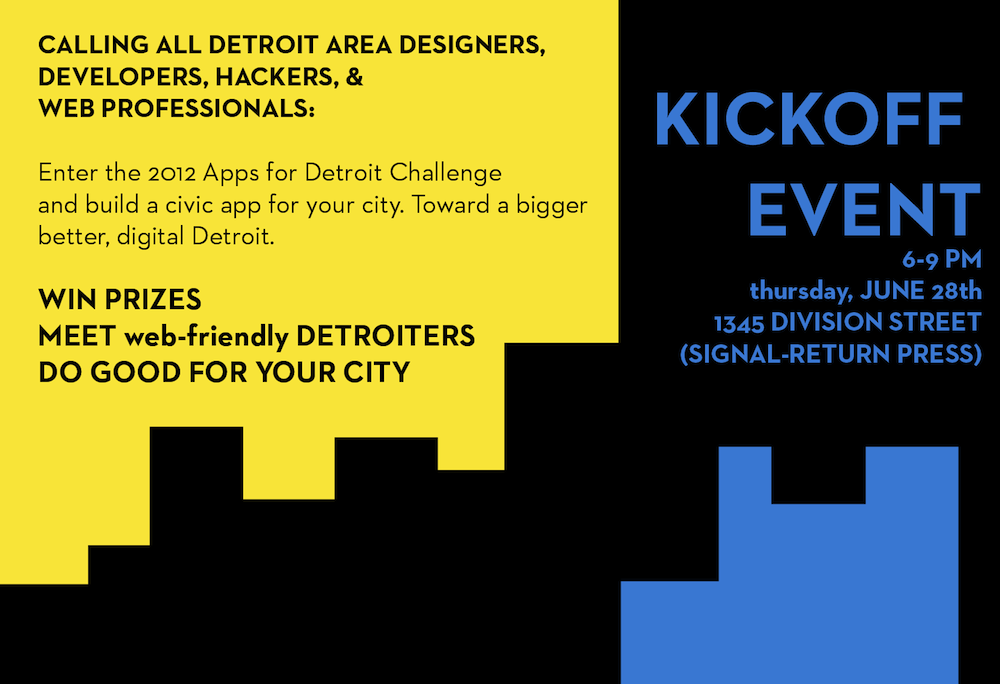 CALLING ALL DETROIT AREA DESIGNERS,
DEVELOPERS, HACKERS, &
WEB PROFESSIONALS:
Enter the 2012 Apps for Detroit Challenge
and build a civic app for your city. Toward a bigger
better, digital Detroit.
WIN PRIZES
MEET web-friendly DETROITERS
DO GOOD FOR YOUR CITY
KICKOFF
EVENT
6-9 PM
thursday, JUNE 28th
1345 DIVISION STREET
(SIGNAL-RETURN PRESS)